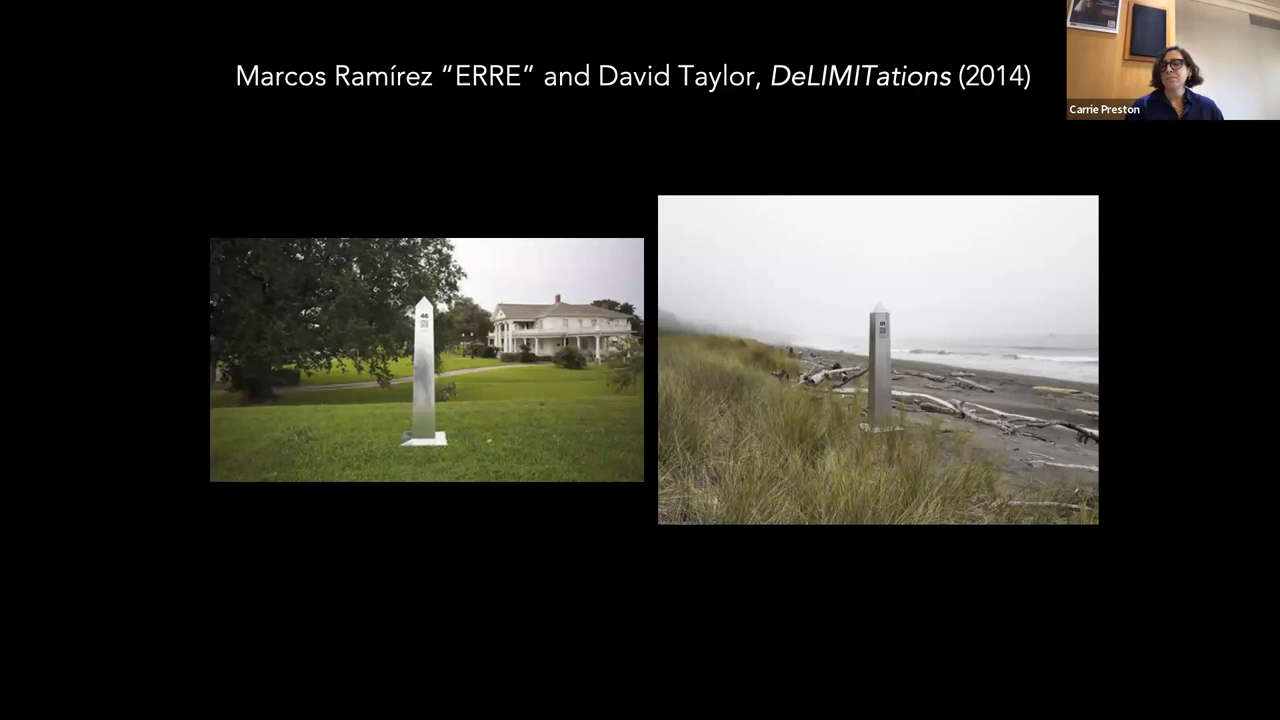 Marcos Ramírez “ERRE” and David Taylor, DeLIMITations (2014)
Carrie Preston